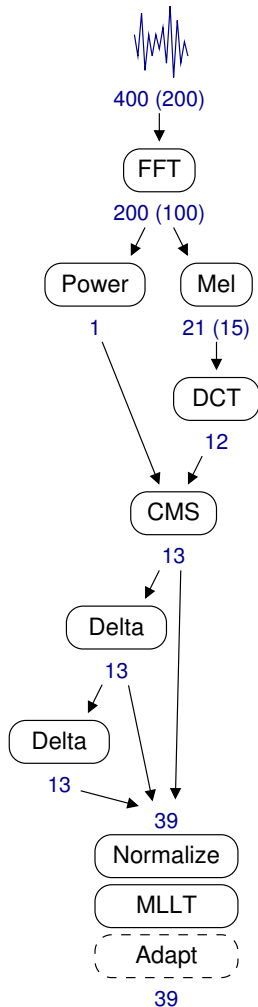 400 (200)
FFT
200 (100)
Power Mel
1 21 (15)
DCT
12
CMS
13
Delta
13
Delta
13
39
Normalize
MLLT
Adapt
39